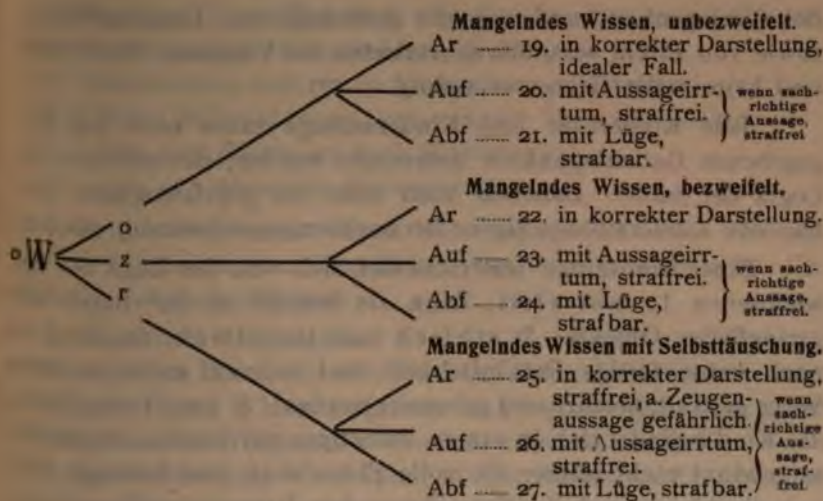 Mangelndes Wissen, unbezweifelt.
Ar ...... 19. in korrekter Darstellung,
idealer Fall.
Auf ...... 20. mit Aussageirr-
tum, straffrei.
Abf ...... 21. mit Lüge,
strafbar.
wenn sach-
richtige
Aussage,
straffrei
Mangelndes Wissen, bezweifelt.
Ar ...... 22. in korrekter Darstellung.
Auf ...... 23. mit Aussageirr-
tum, straffrei.
Abf ...... 24. mit Lüge,
strafbar.
wenn sach-
richtige
Aussage,
straffrei.
oW
o
z
r
Mangelndes Wissen mit Selbsttäuschung.
Ar ...... 25. in korrekter Darstellung,
straffrei, a. Zeugen-
aussage gefährlich.
Auf ...... 26. mit Aussageirrtum,
straffrei.
Abf ...... 27. mit Lüge, strafbar.
wenn
sach-
richtige
Aus-
sage,
straf-
frei.